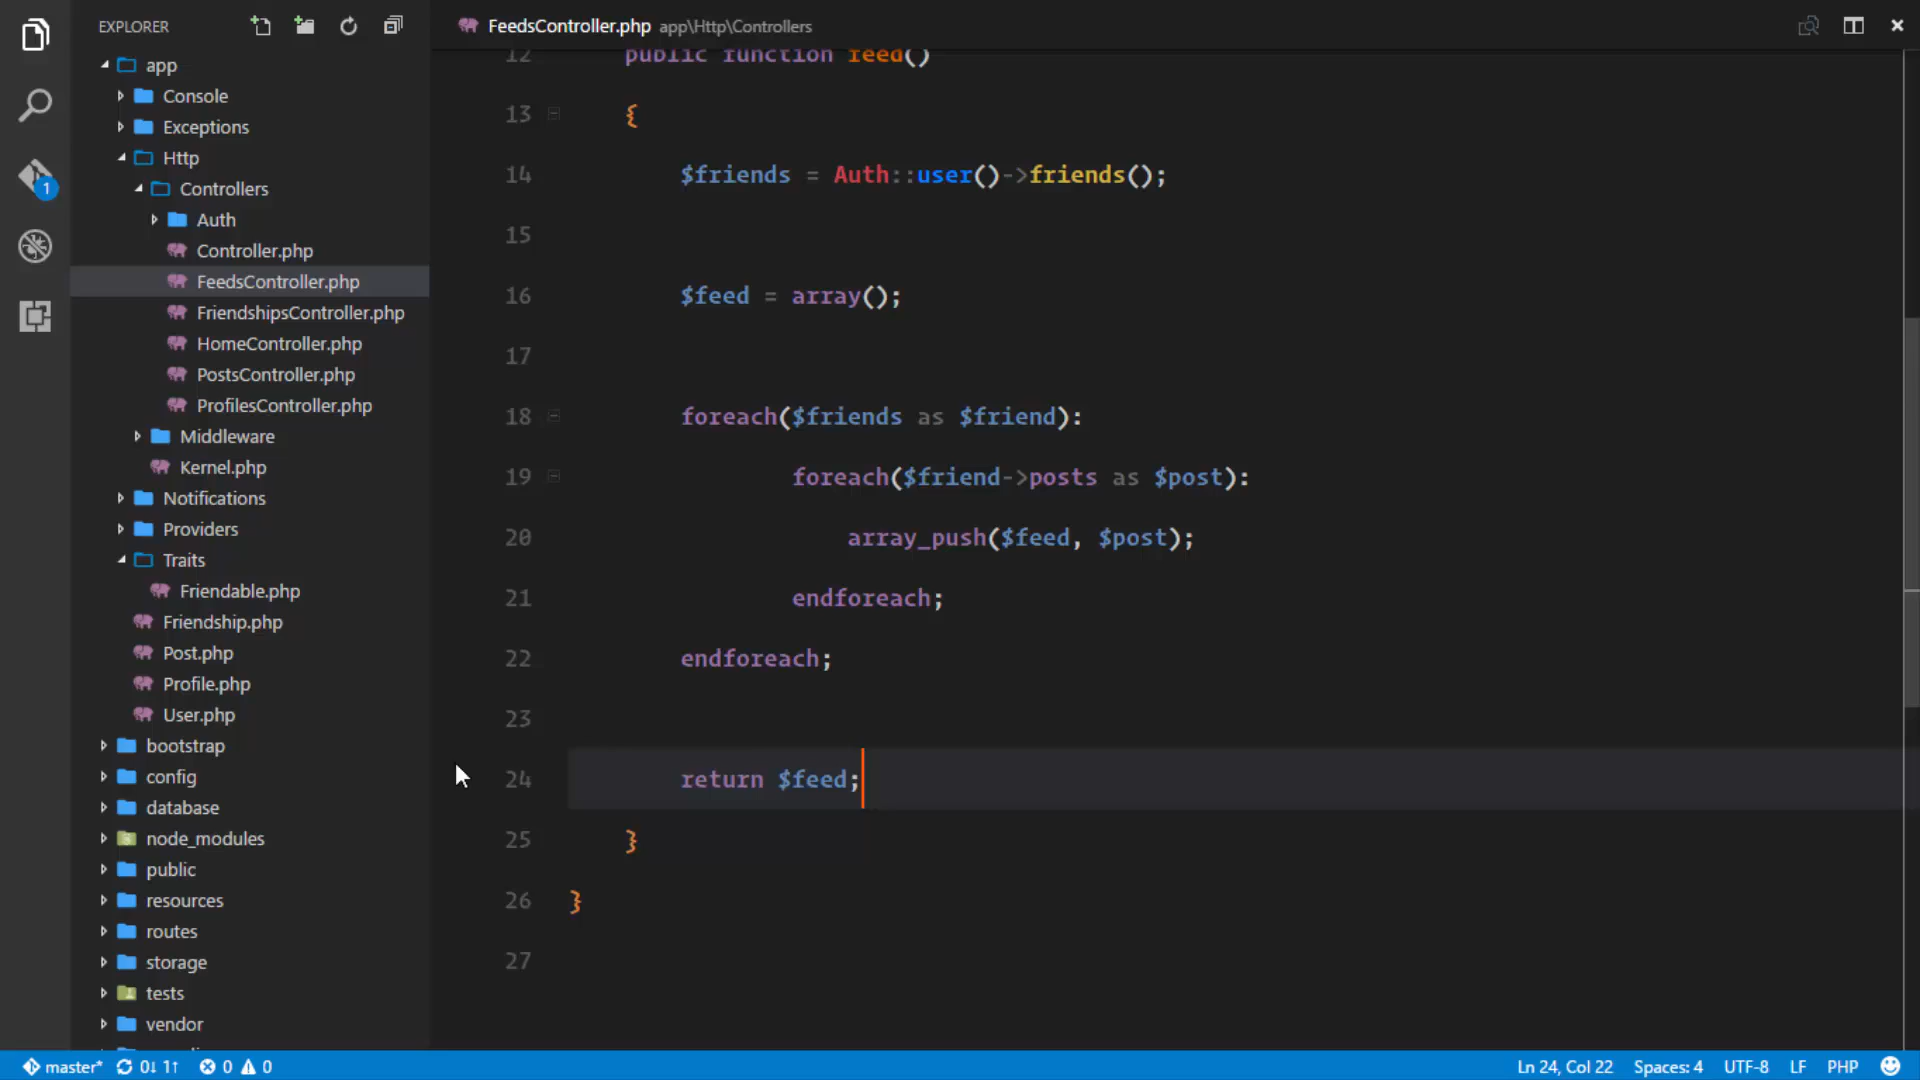 EXPLORER
FeedsController.php app\Http\Controllers
app
Console
Exceptions
Http
Controllers
Auth
Controller.php
FeedsController.php
FriendshipsController.php
HomeController.php
PostsController.php
ProfilesController.php
Middleware
Kernel.php
Notifications
Providers
Traits
Friendable.php
Friendship.php
Post.php
Profile.php
User.php
bootstrap
config
database
node_modules
public
resources
routes
storage
tests
vendor
1
12 public function feed()
13 {
14 $friends = Auth::user()->friends();
15
16 $feed = array();
17
18 foreach($friends as $friend):
19 foreach($friend->posts as $post):
20 array_push($feed, $post);
21 endforeach;
22 endforeach;
23
24 return $feed;
25 }
26 }
27
master* 0↓ 1↑ 0 0
Ln 24, Col 22 Spaces: 4 UTF-8 LF PHP